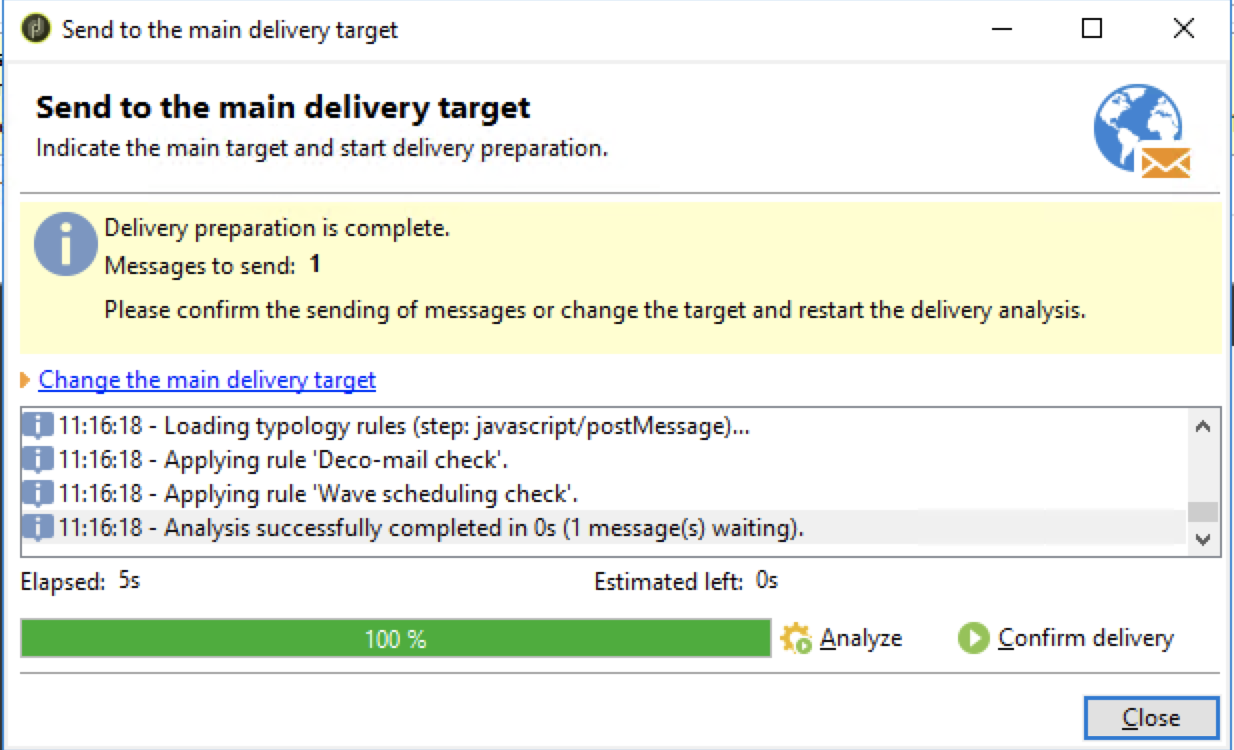 Send to the main delivery target
Send to the main delivery target
Indicate the main target and start delivery preparation.
Delivery preparation is complete.
Messages to send: 1
Please confirm the sending of messages or change the target and restart the delivery analysis.
Change the main delivery target
11:16:18 - Loading typology rules (step: javascript/postMessage)...
11:16:18 - Applying rule 'Deco-mail check'.
11:16:18 - Applying rule 'Wave scheduling check'.
11:16:18 - Analysis successfully completed in 0s (1 message(s) waiting).
Elapsed: 5s Estimated left: 0s
100 % Analyze Confirm delivery
Close